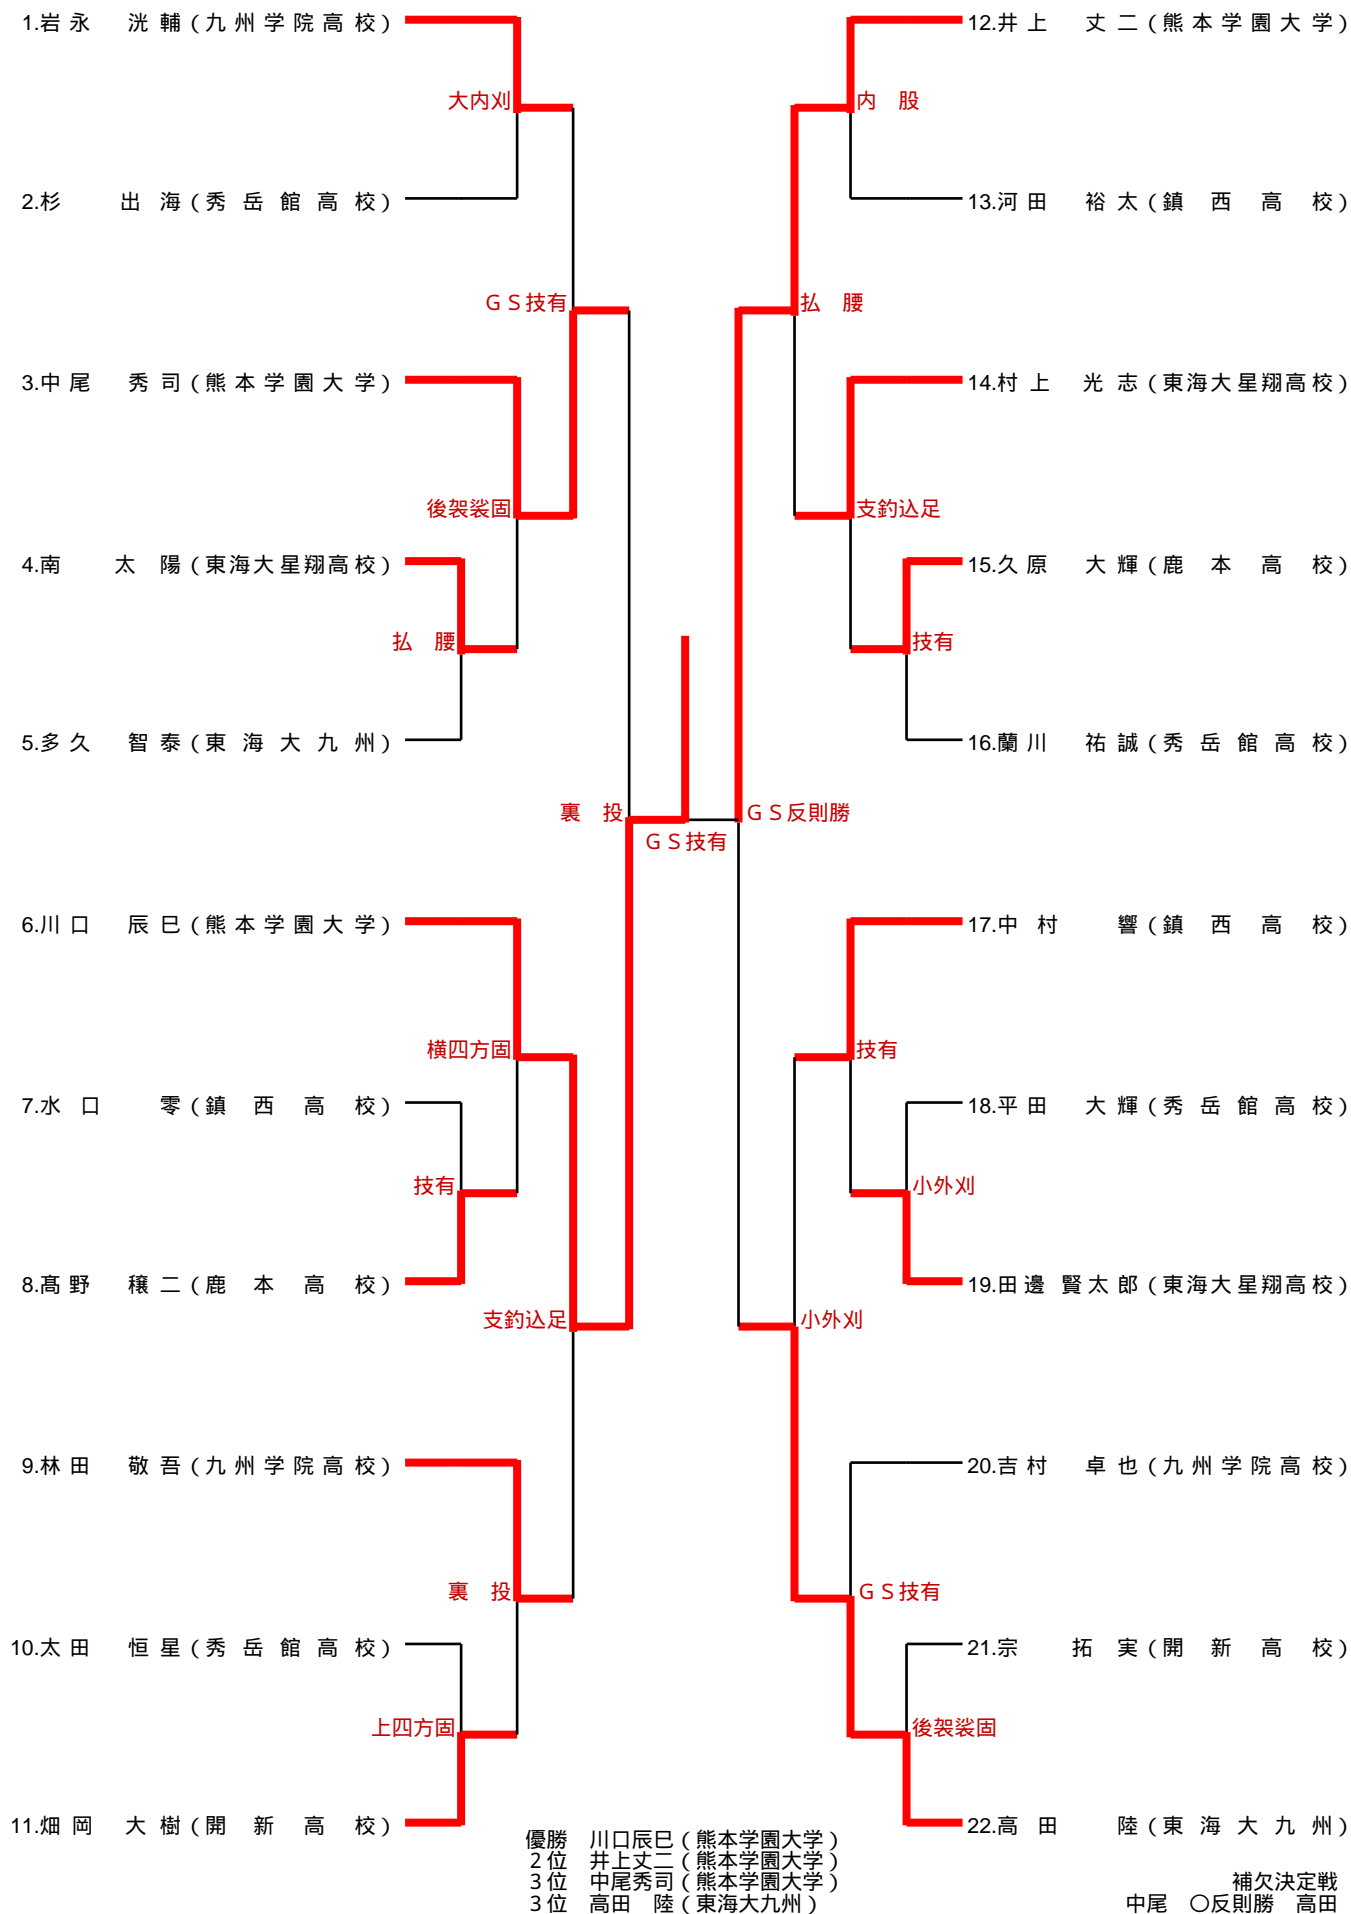 1.岩永 洸輔(九州学院高校)
大内刈
2.杉 出海(秀岳館高校)
GS技有
3.中尾 秀司(熊本学園大学)
後袈裟固
4.南 太陽(東海大星翔高校)
払 腰
5.多久 智泰(東海大九州)
裏 投
GS技有
6.川口 辰巳(熊本学園大学)
横四方固
7.水口 零(鎮西高校)
技有
8.髙野 穣二(鹿本高校)
支釣込足
9.林田 敬吾(九州学院高校)
裏 投
10.太田 恒星(秀岳館高校)
上四方固
11.畑岡 大樹(開新高校)
12.井上 丈二(熊本学園大学)
内 股
13.河田 裕太(鎮西高校)
払 腰
14.村上 光志(東海大星翔高校)
支釣込足
15.久原 大輝(鹿本高校)
技有
16.蘭川 祐誠(秀岳館高校)
GS反則勝
17.中村 響(鎮西高校)
技有
18.平田 大輝(秀岳館高校)
小外刈
19.田邊 賢太郎(東海大星翔高校)
小外刈
20.吉村 卓也(九州学院高校)
GS技有
21.宗 拓実(開新高校)
後袈裟固
22.高田 陸(東海大九州)
優勝 川口辰巳(熊本学園大学)
2位 井上丈二(熊本学園大学)
3位 中尾秀司(熊本学園大学)
3位 高田 陸(東海大九州)
補欠決定戦
中尾 〇反則勝 高田